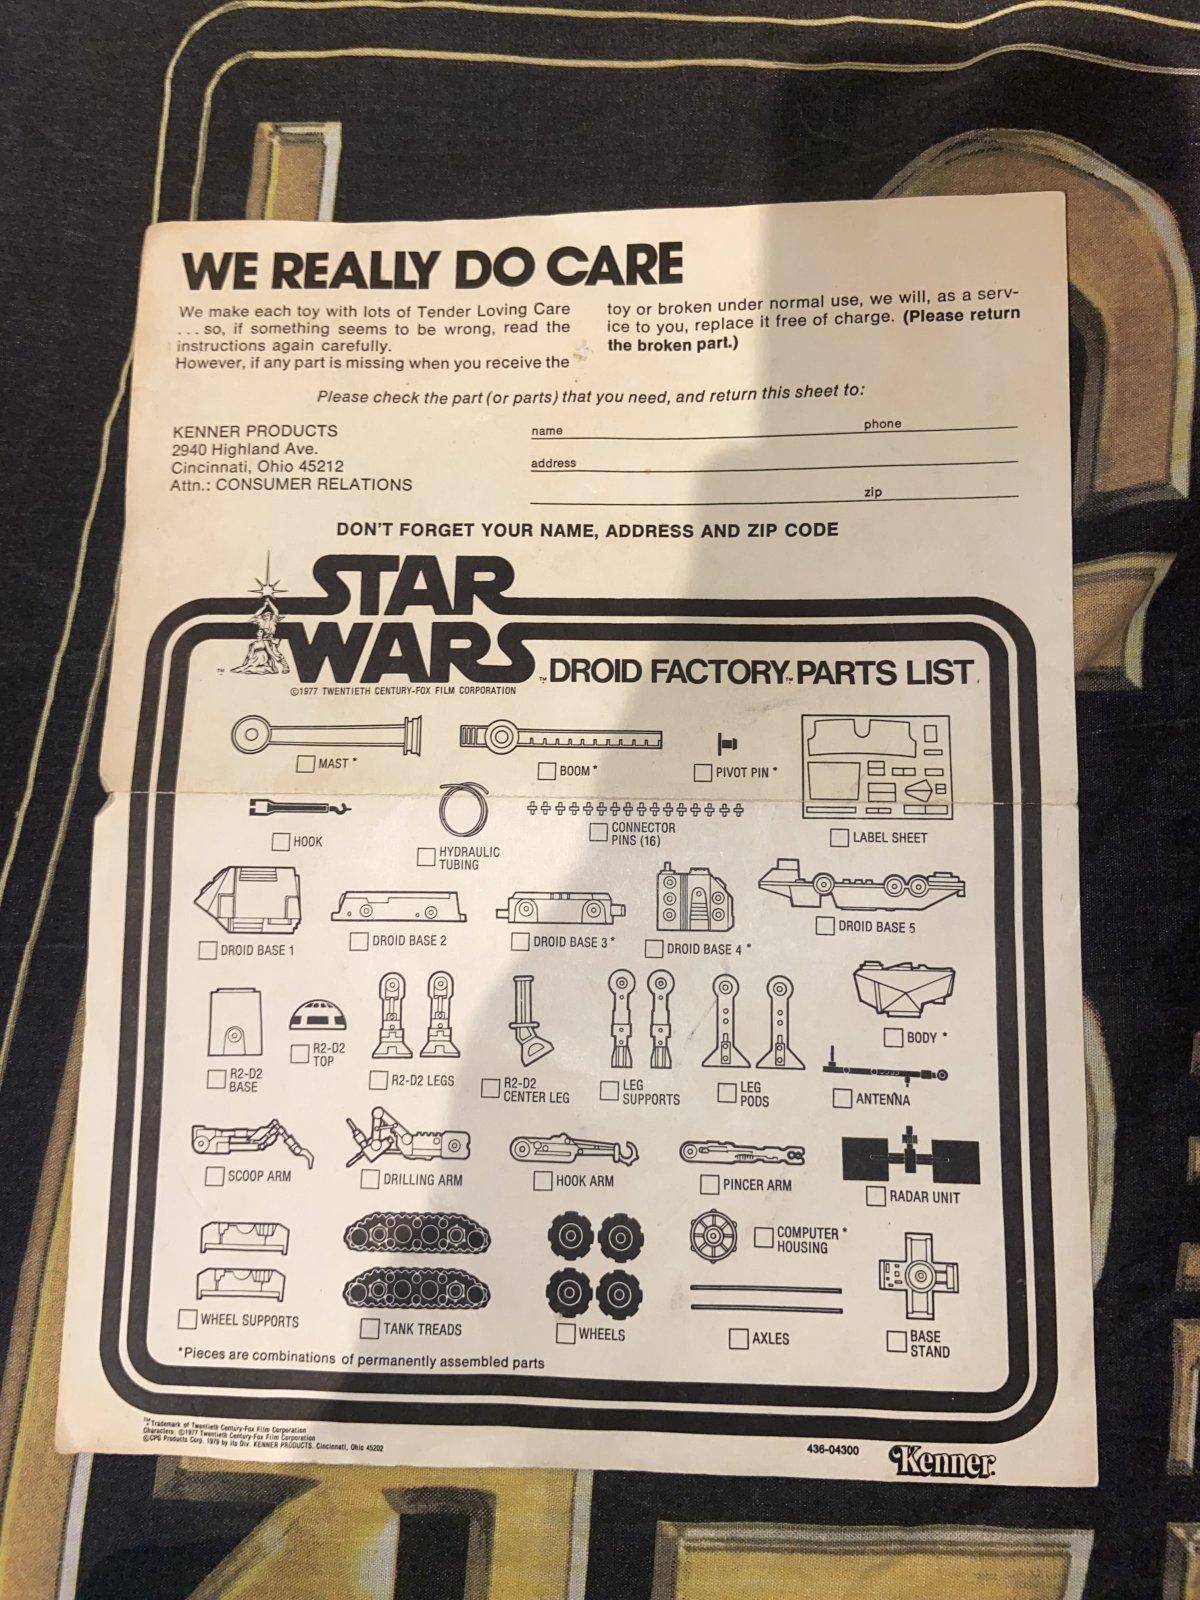 WE REALLY DO CARE
We make each toy with lots of Tender Loving Care
...so, if something seems to be wrong, read the
instructions again carefully.
However, if any part is missing when you receive the
toy or broken under normal use, we will, as a serv-
ice to you, replace it free of charge. (Please return
the broken part.)
Please check the part (or parts) that you need, and return this sheet to:
KENNER PRODUCTS
2940 Highland Ave.
Cincinnati, Ohio 45212
Attn.: CONSUMER RELATIONS
name
phone
address
zip
DON'T FORGET YOUR NAME, ADDRESS AND ZIP CODE
STAR
WARS
™
™DROID FACTORY™ PARTS LIST
©1977 TWENTIETH CENTURY-FOX FILM CORPORATION
MAST *
BOOM *
PIVOT PIN *
LABEL SHEET
HOOK
HYDRAULIC
TUBING
CONNECTOR
PINS (16)
DROID BASE 1
DROID BASE 2
DROID BASE 3 *
DROID BASE 4 *
DROID BASE 5
R2-D2
BASE
R2-D2
TOP
R2-D2 LEGS
R2-D2
CENTER LEG
LEG
SUPPORTS
LEG
PODS
BODY *
ANTENNA
SCOOP ARM
DRILLING ARM
HOOK ARM
PINCER ARM
RADAR UNIT
WHEEL SUPPORTS
TANK TREADS
WHEELS
COMPUTER *
HOUSING
AXLES
BASE
STAND
*Pieces are combinations of permanently assembled parts
™Trademark of Twentieth Century-Fox Film Corporation
Characters: ©1977 Twentieth Century-Fox Film Corporation
©CPG Products Corp. 1979 by its Div. KENNER PRODUCTS, Cincinnati, Ohio 45202
436-04300
Kenner.